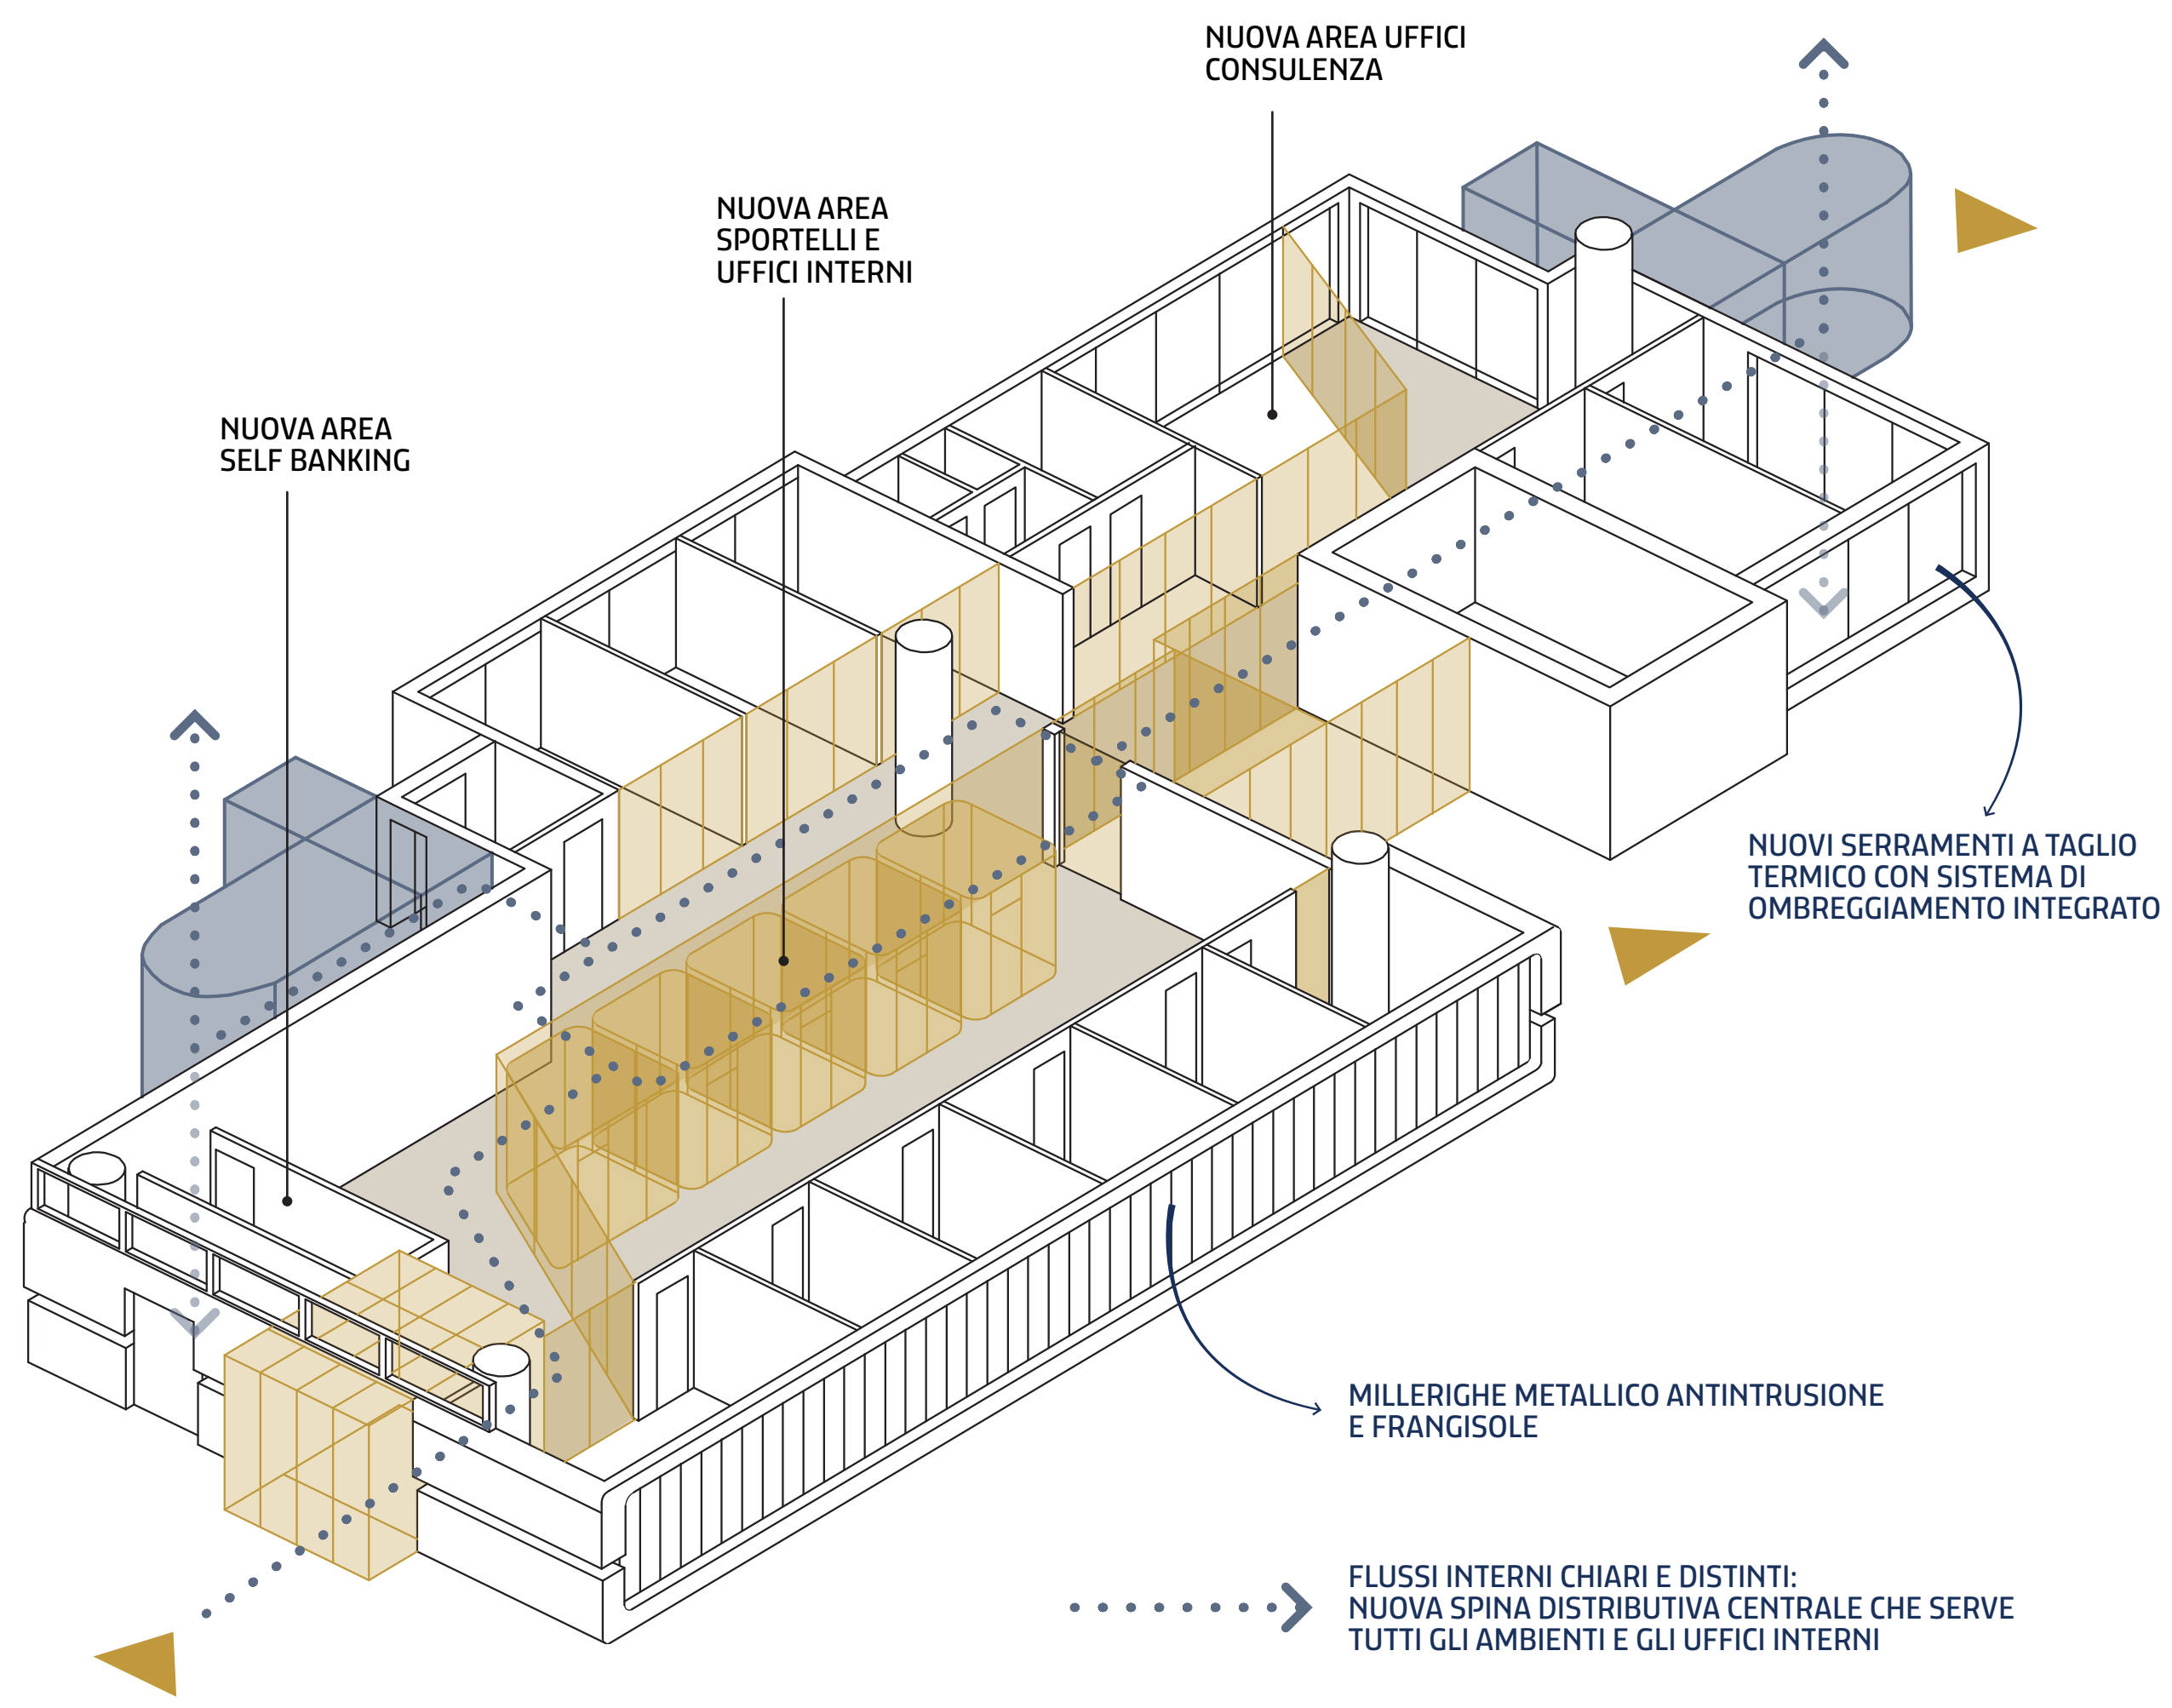 NUOVA AREA UFFICI
CONSULENZA
NUOVA AREA
SPORTELLI E
UFFICI INTERNI
NUOVA AREA
SELF BANKING
NUOVI SERRAMENTI A TAGLIO
TERMICO CON SISTEMA DI
OMBREGGIAMENTO INTEGRATO
MILLERIGHE METALLICO ANTINTRUSIONE
E FRANGISOLE
FLUSSI INTERNI CHIARI E DISTINTI:
NUOVA SPINA DISTRIBUTIVA CENTRALE CHE SERVE
TUTTI GLI AMBIENTI E GLI UFFICI INTERNI